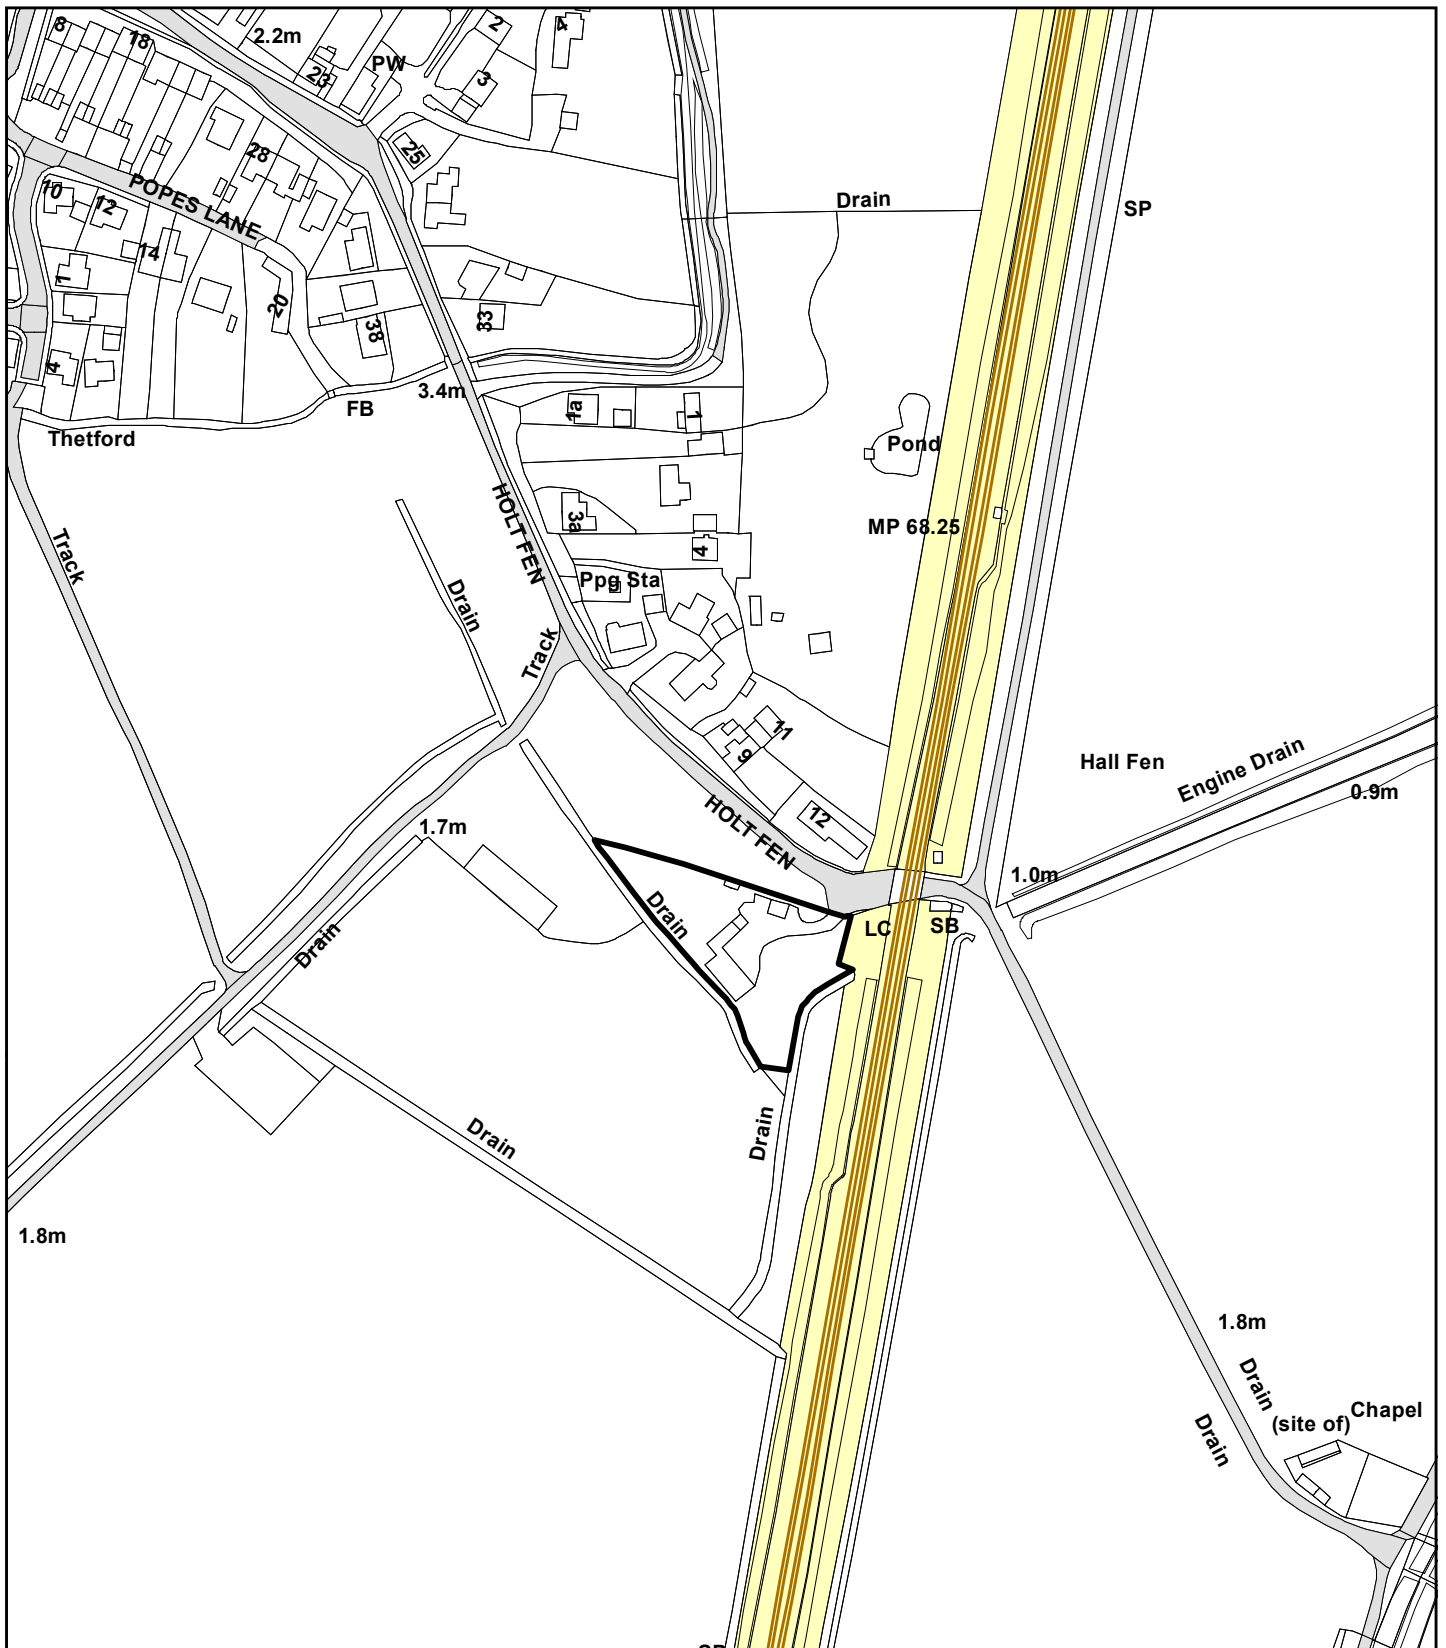 8
18
2.2m
23
PW
2
3
4
25
28
10
12
POPES LANE
14
1
20
38
33
4
Drain
SP
3.4m
FB
Thetford
1a
1
Pond
HOLT FEN
3a
4
MP 68.25
Track
Drain
Ppg Sta
Track
11
9
Hall Fen
Engine Drain
0.9m
HOLT FEN
12
1.7m
1.0m
Drain
LC
SB
Drain
Drain
Drain
1.8m
1.8m
Drain
Drain
(site of)
Chapel